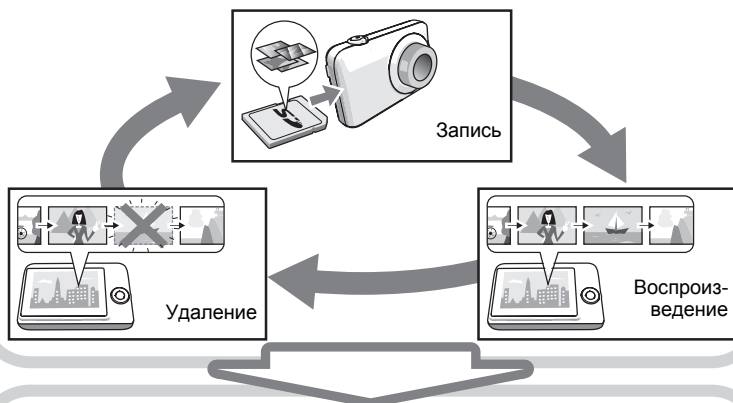 Запись
Удаление
Воспроиз-
ведение